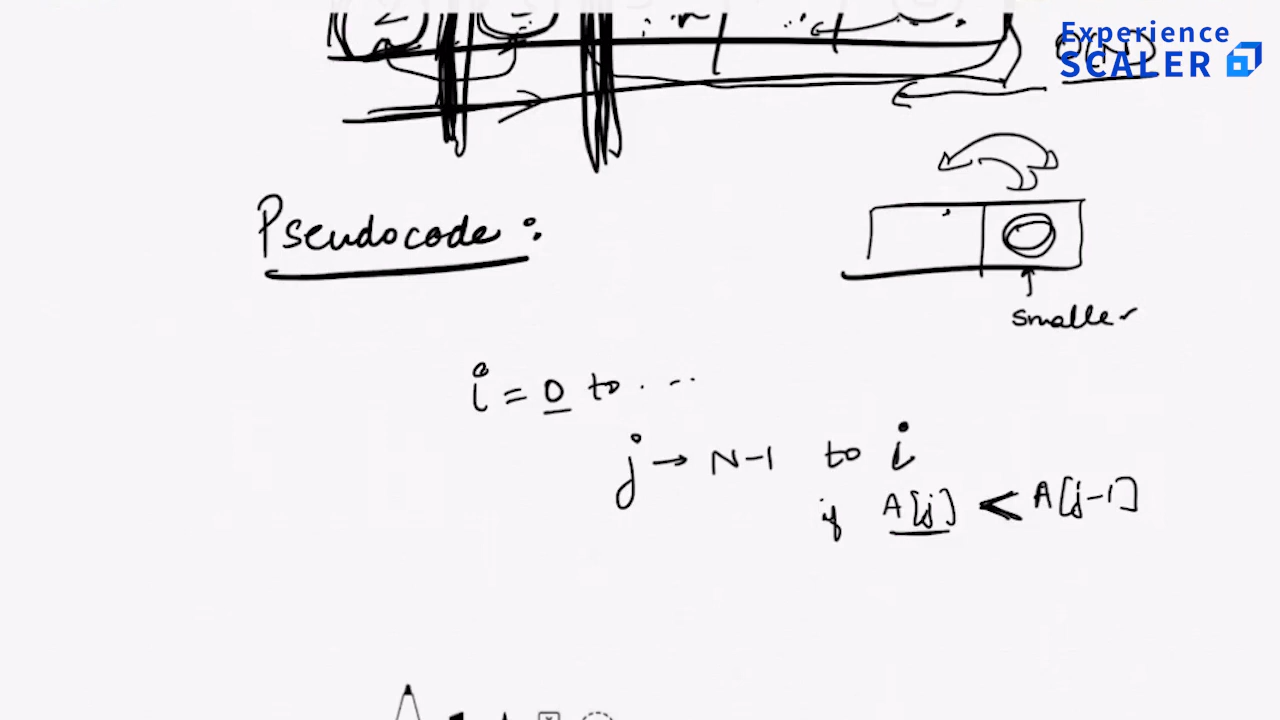 Experience
SCALER
Pseudocode :
smaller
i = 0 to . . .
j → N-1 to i
if A[j] < A[j-1]